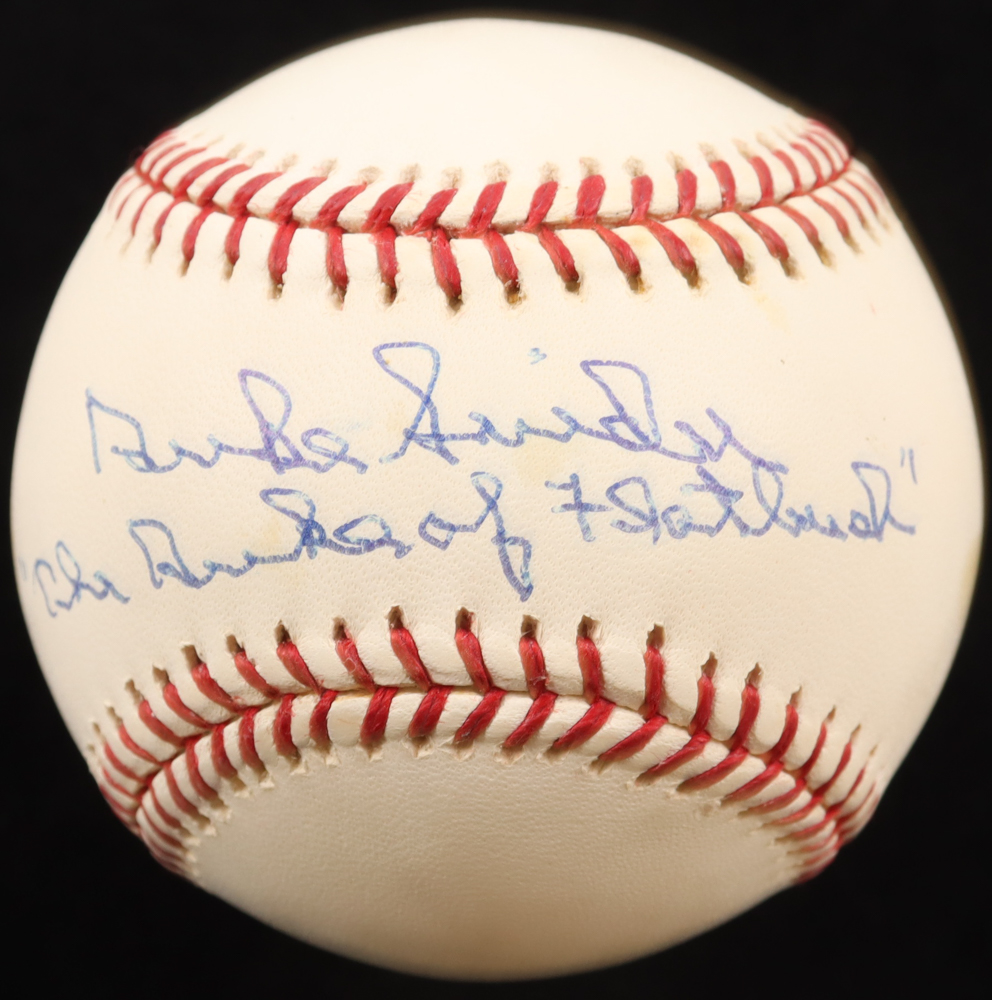 Duke Snider
"The Duke of Flatbush"